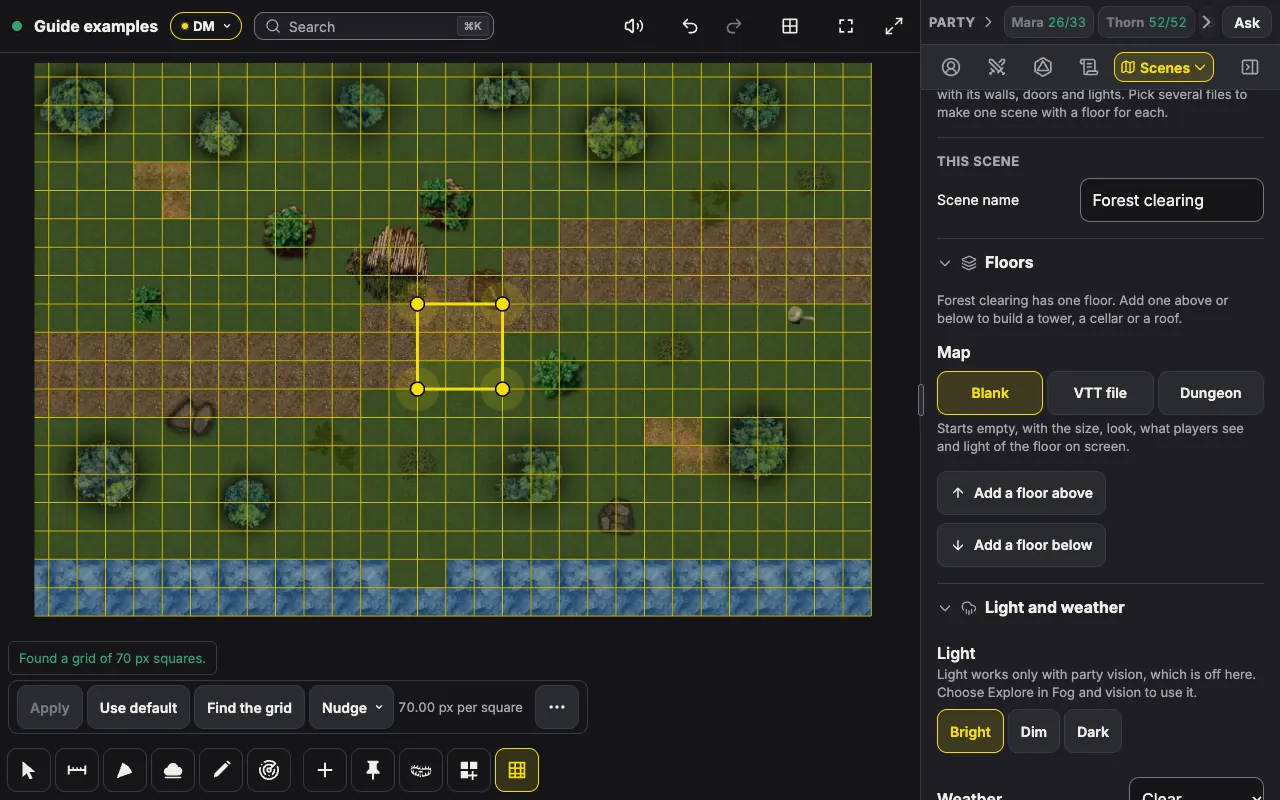 Guide examples
DM
Search
⌘K
PARTY
Mara 26/33
Thorn 52/52
Ask
Scenes
with its walls, doors and lights. Pick several files to
make one scene with a floor for each.
THIS SCENE
Scene name
Forest clearing
Floors
Forest clearing has one floor. Add one above or
below to build a tower, a cellar or a roof.
Map
Blank
VTT file
Dungeon
Starts empty, with the size, look, what players see
and light of the floor on screen.
Add a floor above
Add a floor below
Light and weather
Light
Light works only with party vision, which is off here.
Choose Explore in Fog and vision to use it.
Bright
Dim
Dark
Weather
Clear
Found a grid of 70 px squares.
Apply
Use default
Find the grid
Nudge
70.00 px per square